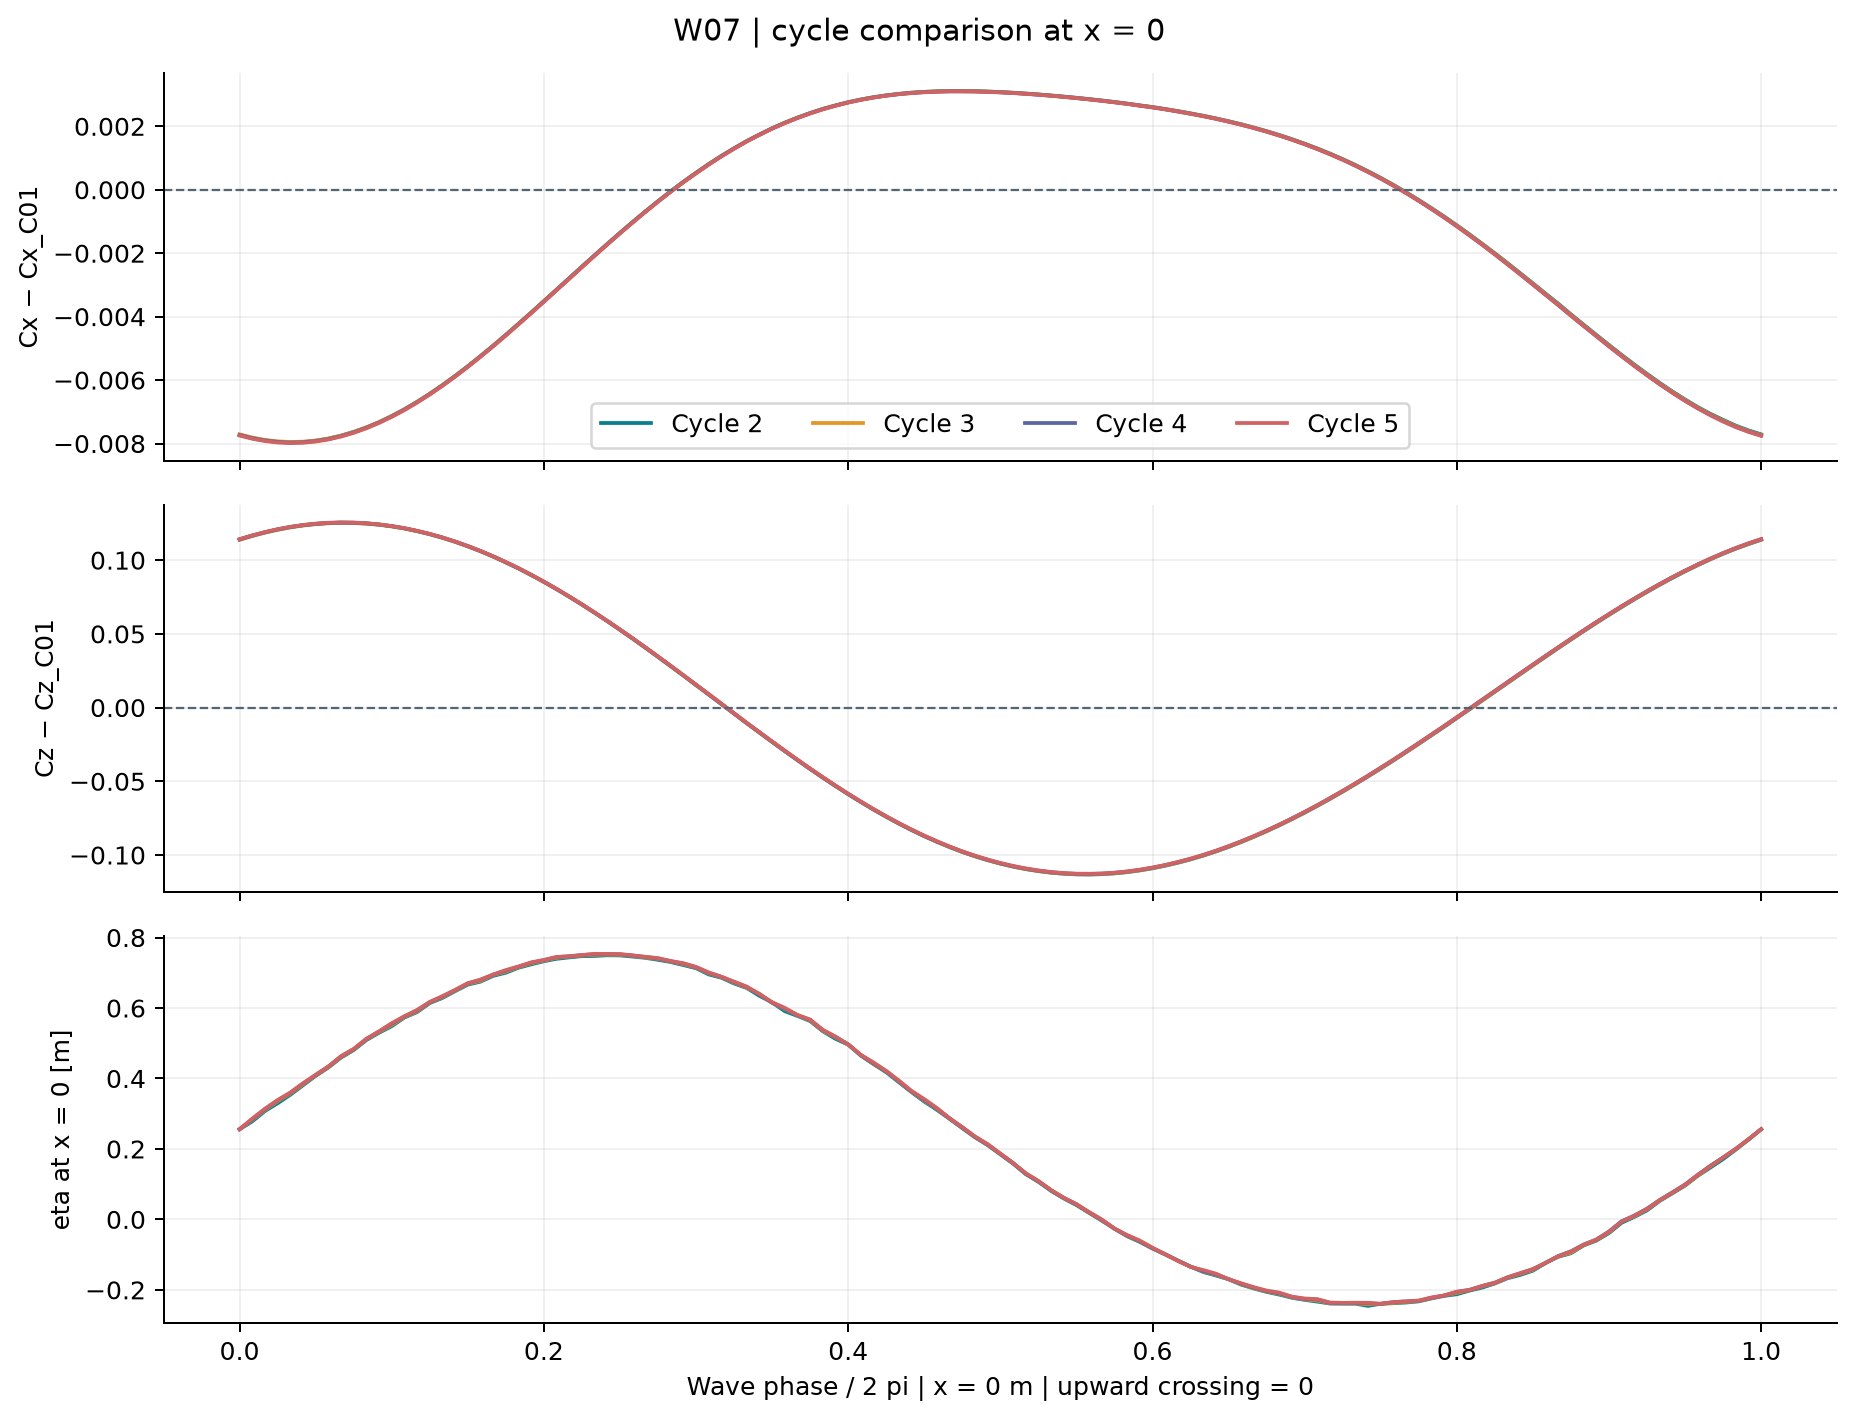 W07 | cycle comparison at x = 0
Cx − Cx_C01
0.002
0.000
−0.002
−0.004
−0.006
−0.008
Cycle 2
Cycle 3
Cycle 4
Cycle 5
Cz − Cz_C01
0.10
0.05
0.00
−0.05
−0.10
eta at x = 0 [m]
0.8
0.6
0.4
0.2
0.0
−0.2
0.0
0.2
0.4
0.6
0.8
1.0
Wave phase / 2 pi | x = 0 m | upward crossing = 0